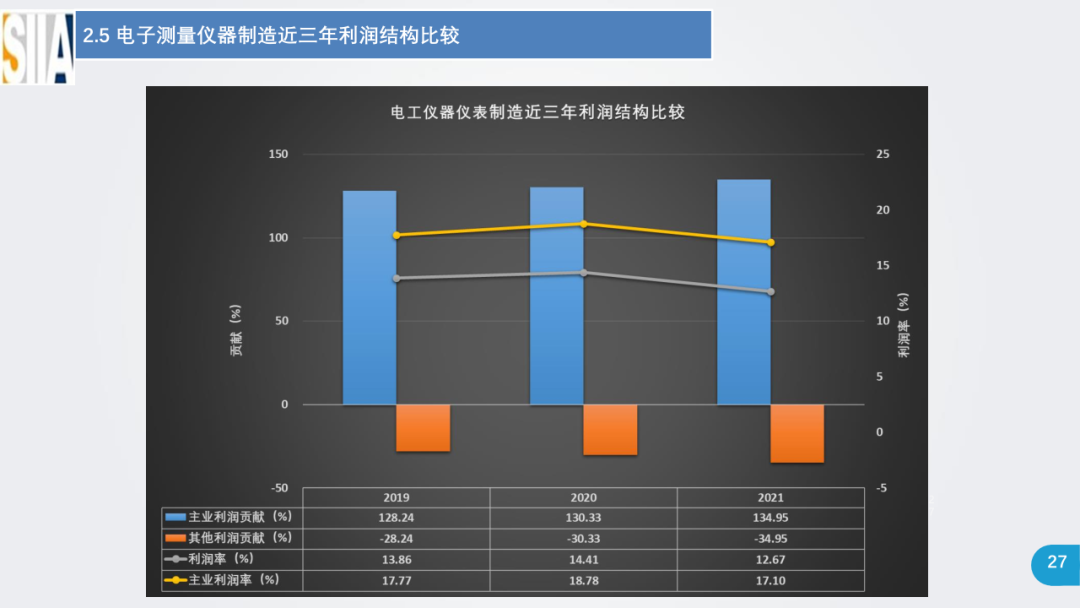 SIIA
2.5 电子测量仪器制造近三年利润结构比较
电工仪器仪表制造近三年利润结构比较
150
100
50
0
-50
贡献（%）
25
20
15
10
5
0
-5
利润率（%）
2019 2020 2021
主业利润贡献（%） 128.24 130.33 134.95
其他利润贡献（%） -28.24 -30.33 -34.95
利润率（%） 13.86 14.41 12.67
主业利润率（%） 17.77 18.78 17.10
27